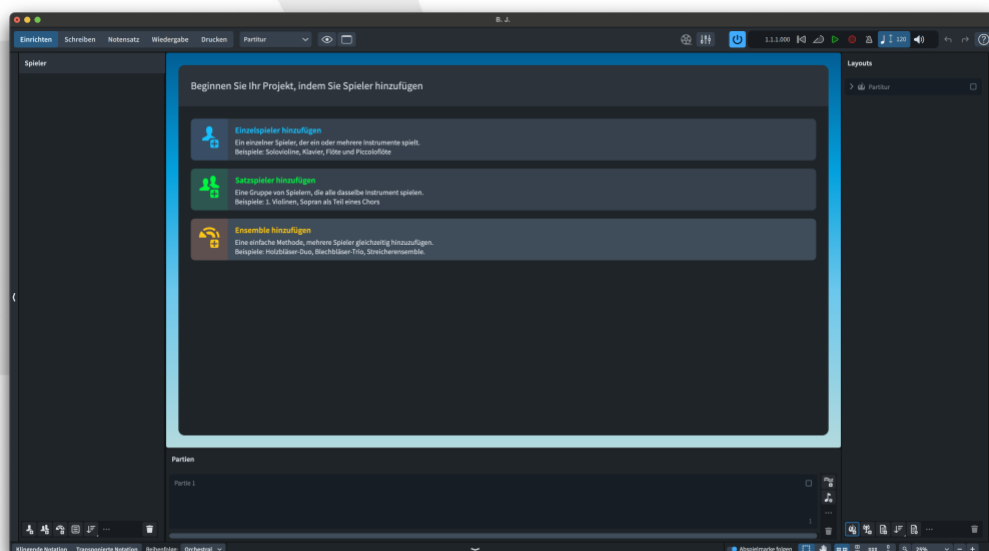 B. J.
Einrichten Schreiben Notensatz Wiedergabe Drucken Partitur 1.1.1.000 120
Spieler
Layouts
Beginnen Sie Ihr Projekt, indem Sie Spieler hinzufügen
Partitur
Einzelspieler hinzufügen
Ein einzelner Spieler, der ein oder mehrere Instrumente spielt.
Beispiele: Solovioline, Klavier, Flöte und Piccoloflöte
Satzspieler hinzufügen
Eine Gruppe von Spielern, die alle dasselbe Instrument spielen.
Beispiele: 1. Violinen, Sopran als Teil eines Chors
Ensemble hinzufügen
Eine einfache Methode, mehrere Spieler gleichzeitig hinzuzufügen.
Beispiele: Holzbläser-Duo, Blechbläser-Trio, Streicherensemble.
Partien
Partie 1
1
Klingende Notation Transponierte Notation Reihenfolge: Orchestral Abspielmarke folgen 25%